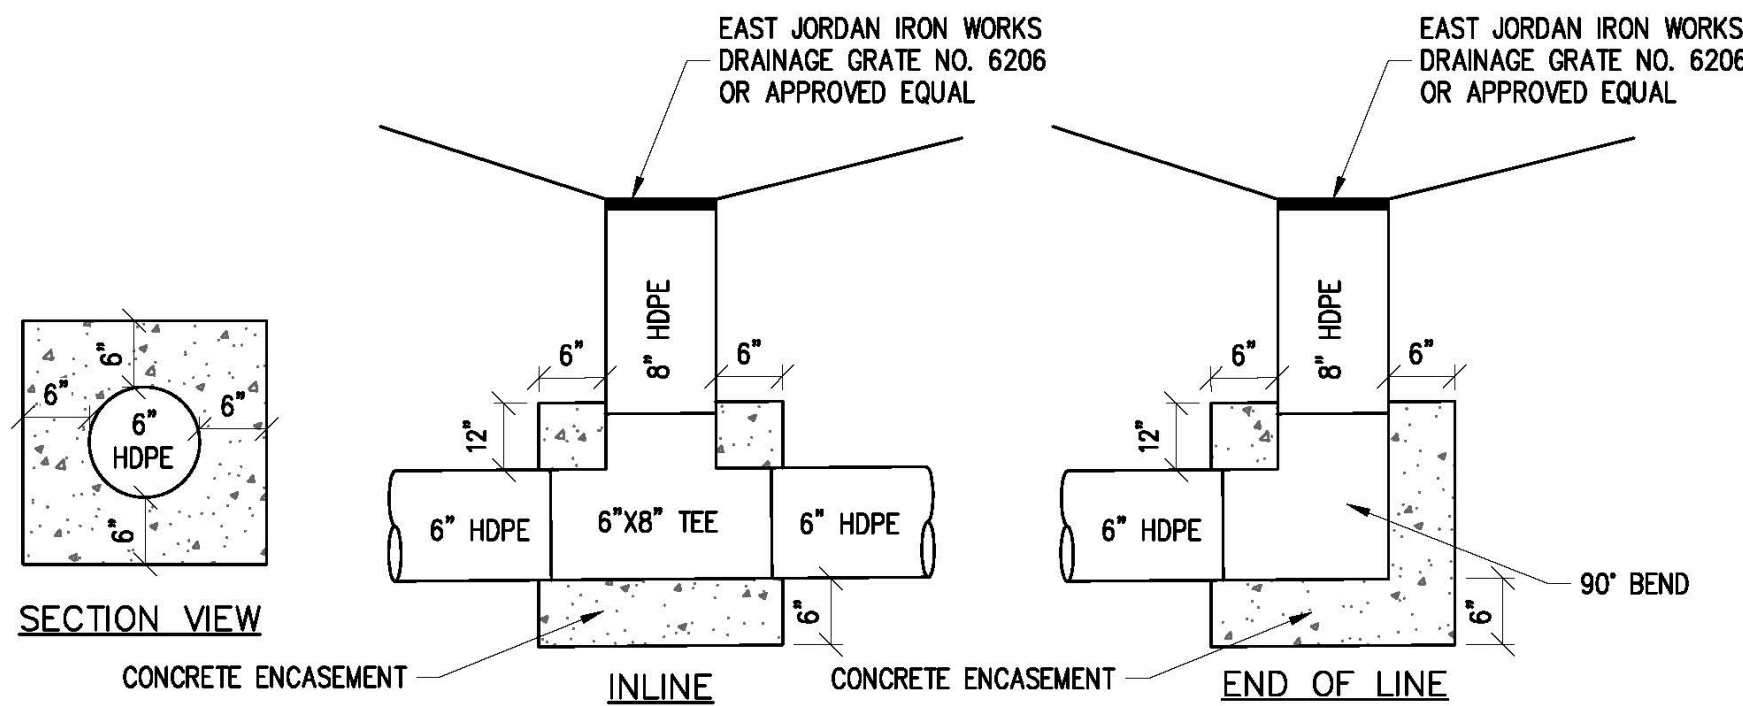 EAST JORDAN IRON WORKS
DRAINAGE GRATE NO. 6206
OR APPROVED EQUAL
EAST JORDAN IRON WORKS
DRAINAGE GRATE NO. 6206
OR APPROVED EQUAL
6"
6"
6"
6"
HDPE
6"
SECTION VIEW
8" HDPE
6"
6"
12"
6" HDPE
6"X8" TEE
6" HDPE
6"
CONCRETE ENCASEMENT
INLINE
8" HDPE
6"
6"
12"
6" HDPE
90° BEND
6"
CONCRETE ENCASEMENT
END OF LINE